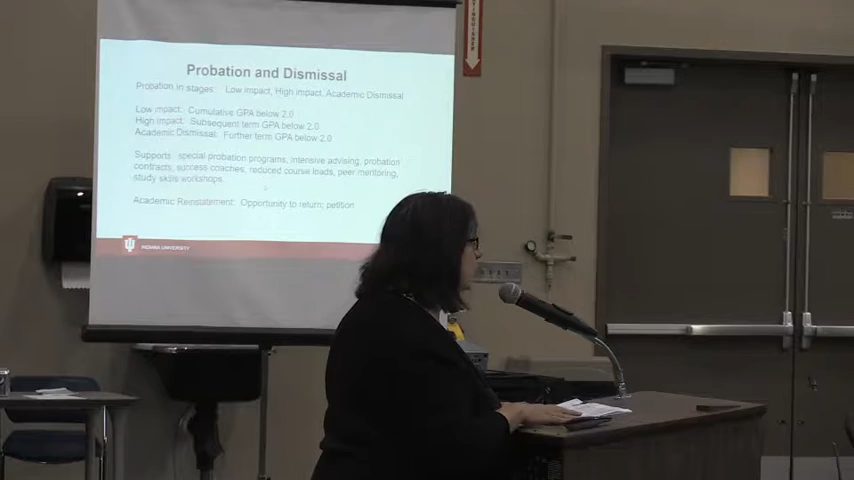 Probation and Dismissal
Probation in stages: Low impact, High impact, Academic Dismissal
Low impact: Cumulative GPA below 2.0
High impact: Subsequent term GPA below 2.0
Academic Dismissal: Further term GPA below 2.0
Supports: special probation programs, intensive advising, probation
contracts, success coaches, reduced course loads, peer mentoring,
study skills workshops.
Academic Reinstatement: Opportunity to return; petition
INDIANA UNIVERSITY